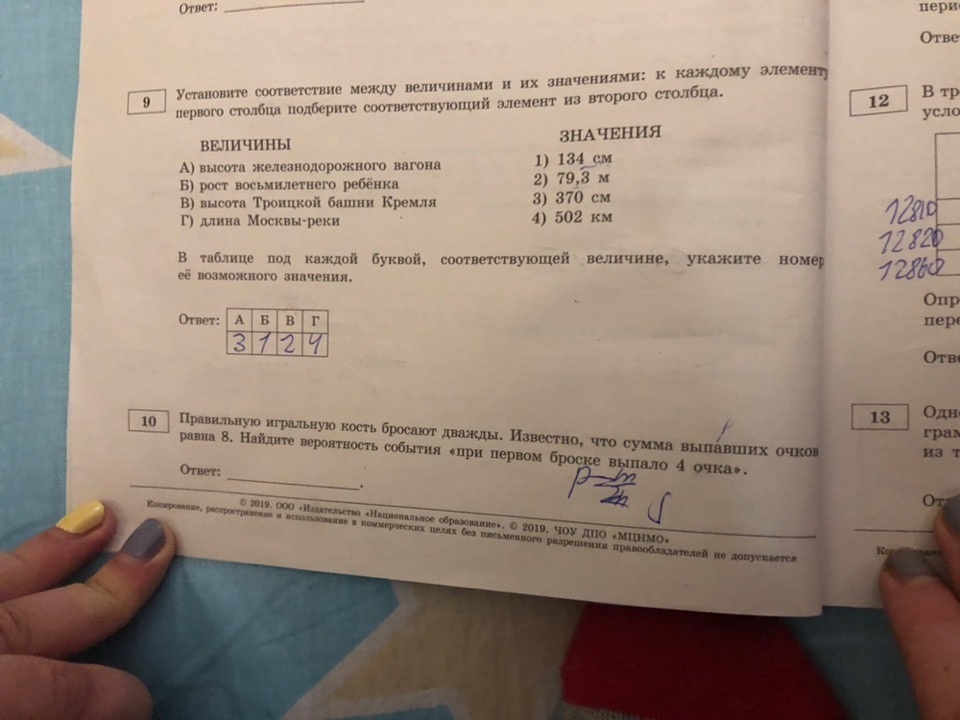 Ответ:
9
Установите соответствие между величинами и их значениями: к каждому элементу
первого столбца подберите соответствующий элемент из второго столбца.
ВЕЛИЧИНЫ
ЗНАЧЕНИЯ
А) высота железнодорожного вагона
Б) рост восьмилетнего ребёнка
В) высота Троицкой башни Кремля
Г) длина Москвы-реки
1) 134 см
2) 79,3 м
3) 370 см
4) 502 км
В таблице под каждой буквой, соответствующей величине, укажите номер
её возможного значения.
Ответ:
А Б В Г
3 1 2 4
10
Правильную игральную кость бросают дважды. Известно, что сумма выпавших очков
равна 8. Найдите вероятность события «при первом броске выпало 4 очка».
Ответ:
© 2019. ООО «Издательство «Национальное образование». © 2019. ЧОУ ДПО «МЦНМО»
Копирование, распространение и использование в коммерческих целях без письменного разрешения правообладателей не допускается
12
В тр
усло
12810
12820
12860
Опр
пере
Отве
13
Одно
грам
из т